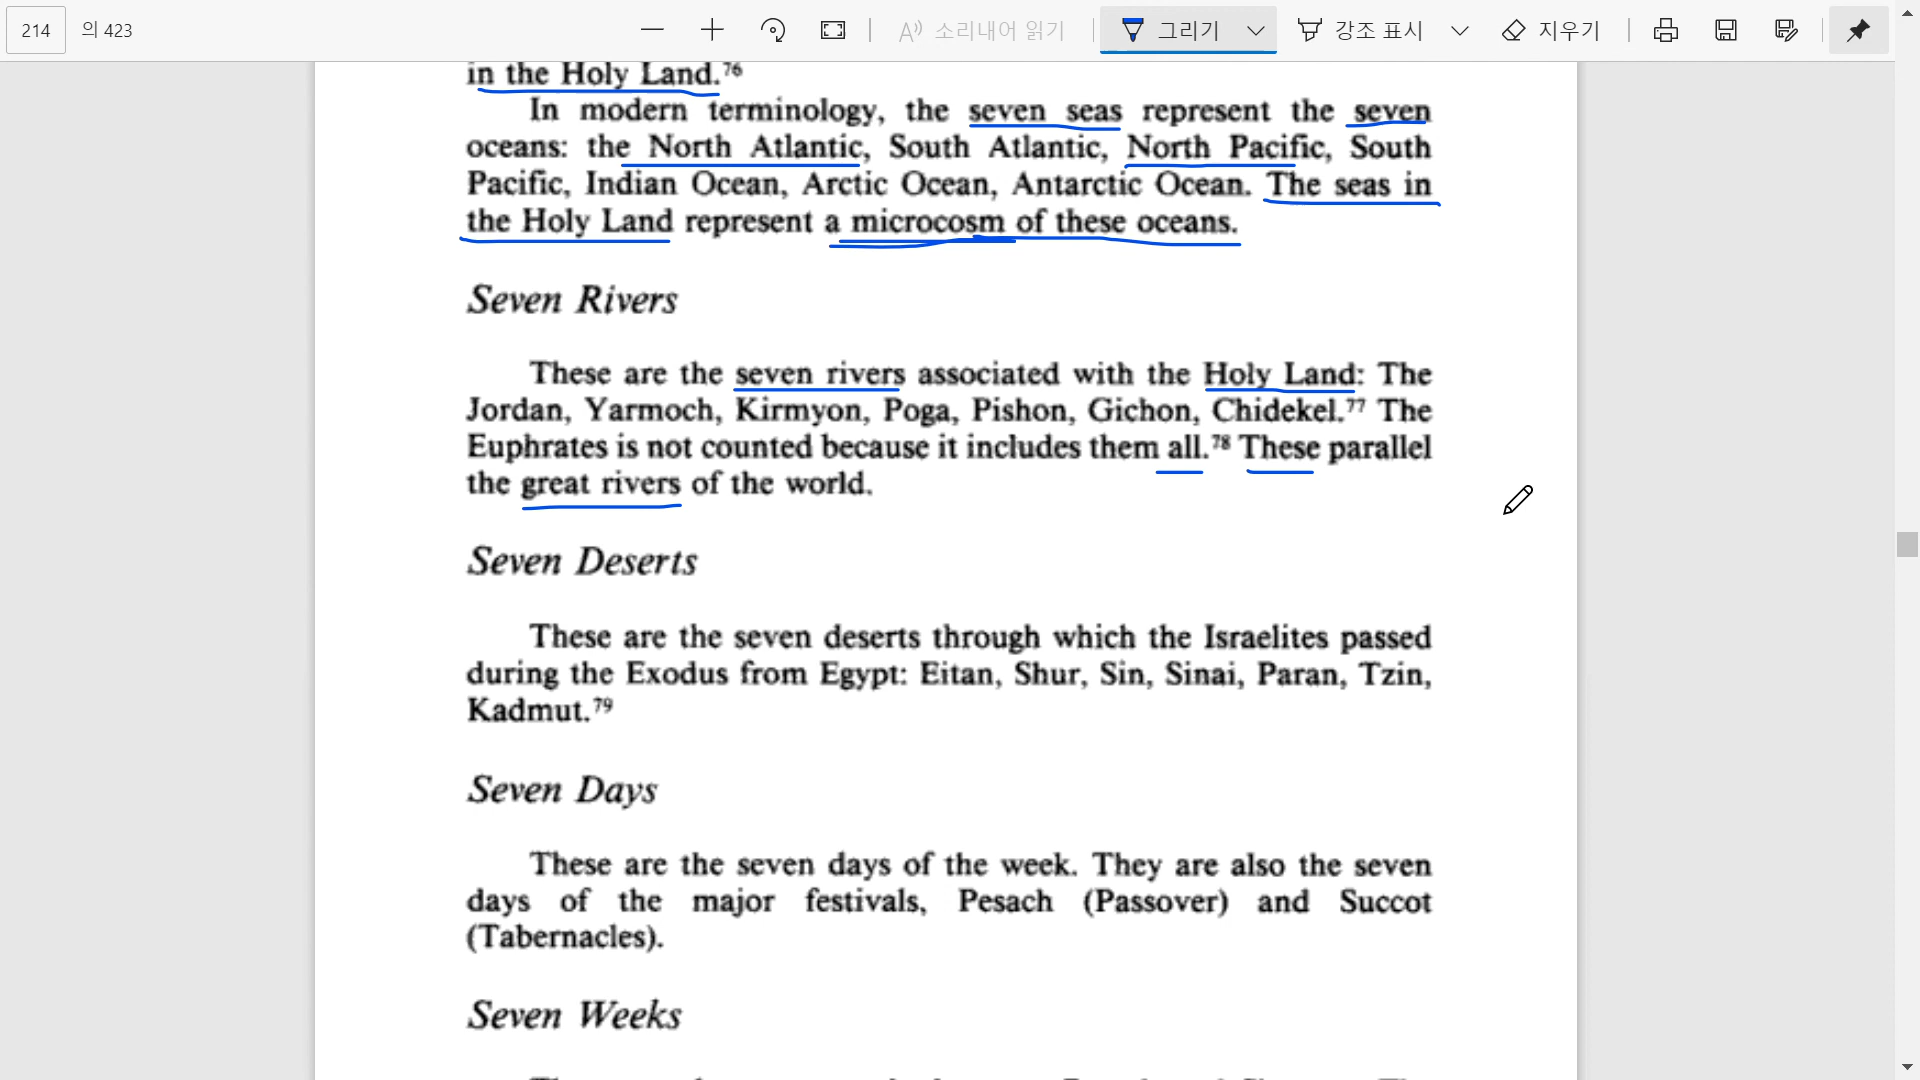 214 의 423 A 소리내어 읽기 그리기 강조 표시 지우기
in the Holy Land.76
In modern terminology, the seven seas represent the seven
oceans: the North Atlantic, South Atlantic, North Pacific, South
Pacific, Indian Ocean, Arctic Ocean, Antarctic Ocean. The seas in
the Holy Land represent a microcosm of these oceans.
Seven Rivers
These are the seven rivers associated with the Holy Land: The
Jordan, Yarmoch, Kirmyon, Poga, Pishon, Gichon, Chidekel.77 The
Euphrates is not counted because it includes them all.78 These parallel
the great rivers of the world.
Seven Deserts
These are the seven deserts through which the Israelites passed
during the Exodus from Egypt: Eitan, Shur, Sin, Sinai, Paran, Tzin,
Kadmut.79
Seven Days
These are the seven days of the week. They are also the seven
days of the major festivals, Pesach (Passover) and Succot
(Tabernacles).
Seven Weeks